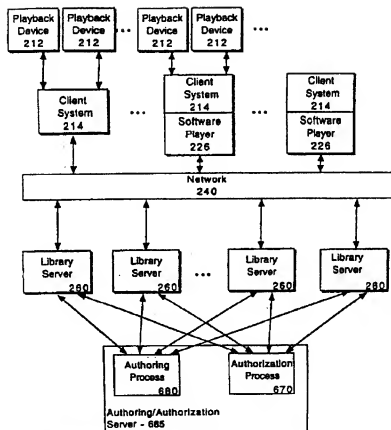 Playback
Device
212
Playback
Device
212
...
Playback
Device
212
Playback
Device
212
...
Client
System
214
...
Client
System
214
Software
Player
226
...
Client
System
214
Software
Player
226
Network
240
Library
Server
260
Library
Server
260
...
Library
Server
260
Library
Server
260
Authoring
Process
680
Authorization
Process
670
Authoring/Authorization
Server - 685